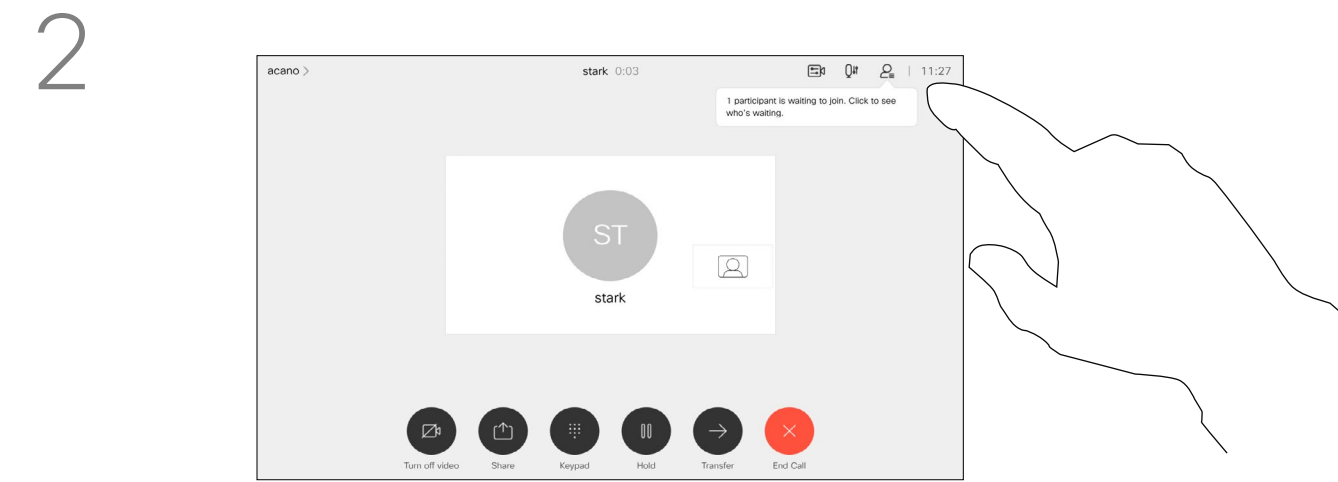 2
acano >
stark 0:03
11:27
1 participant is waiting to join. Click to see
who's waiting.
ST
stark
Turn off video
Share
Keypad
Hold
Transfer
End Call